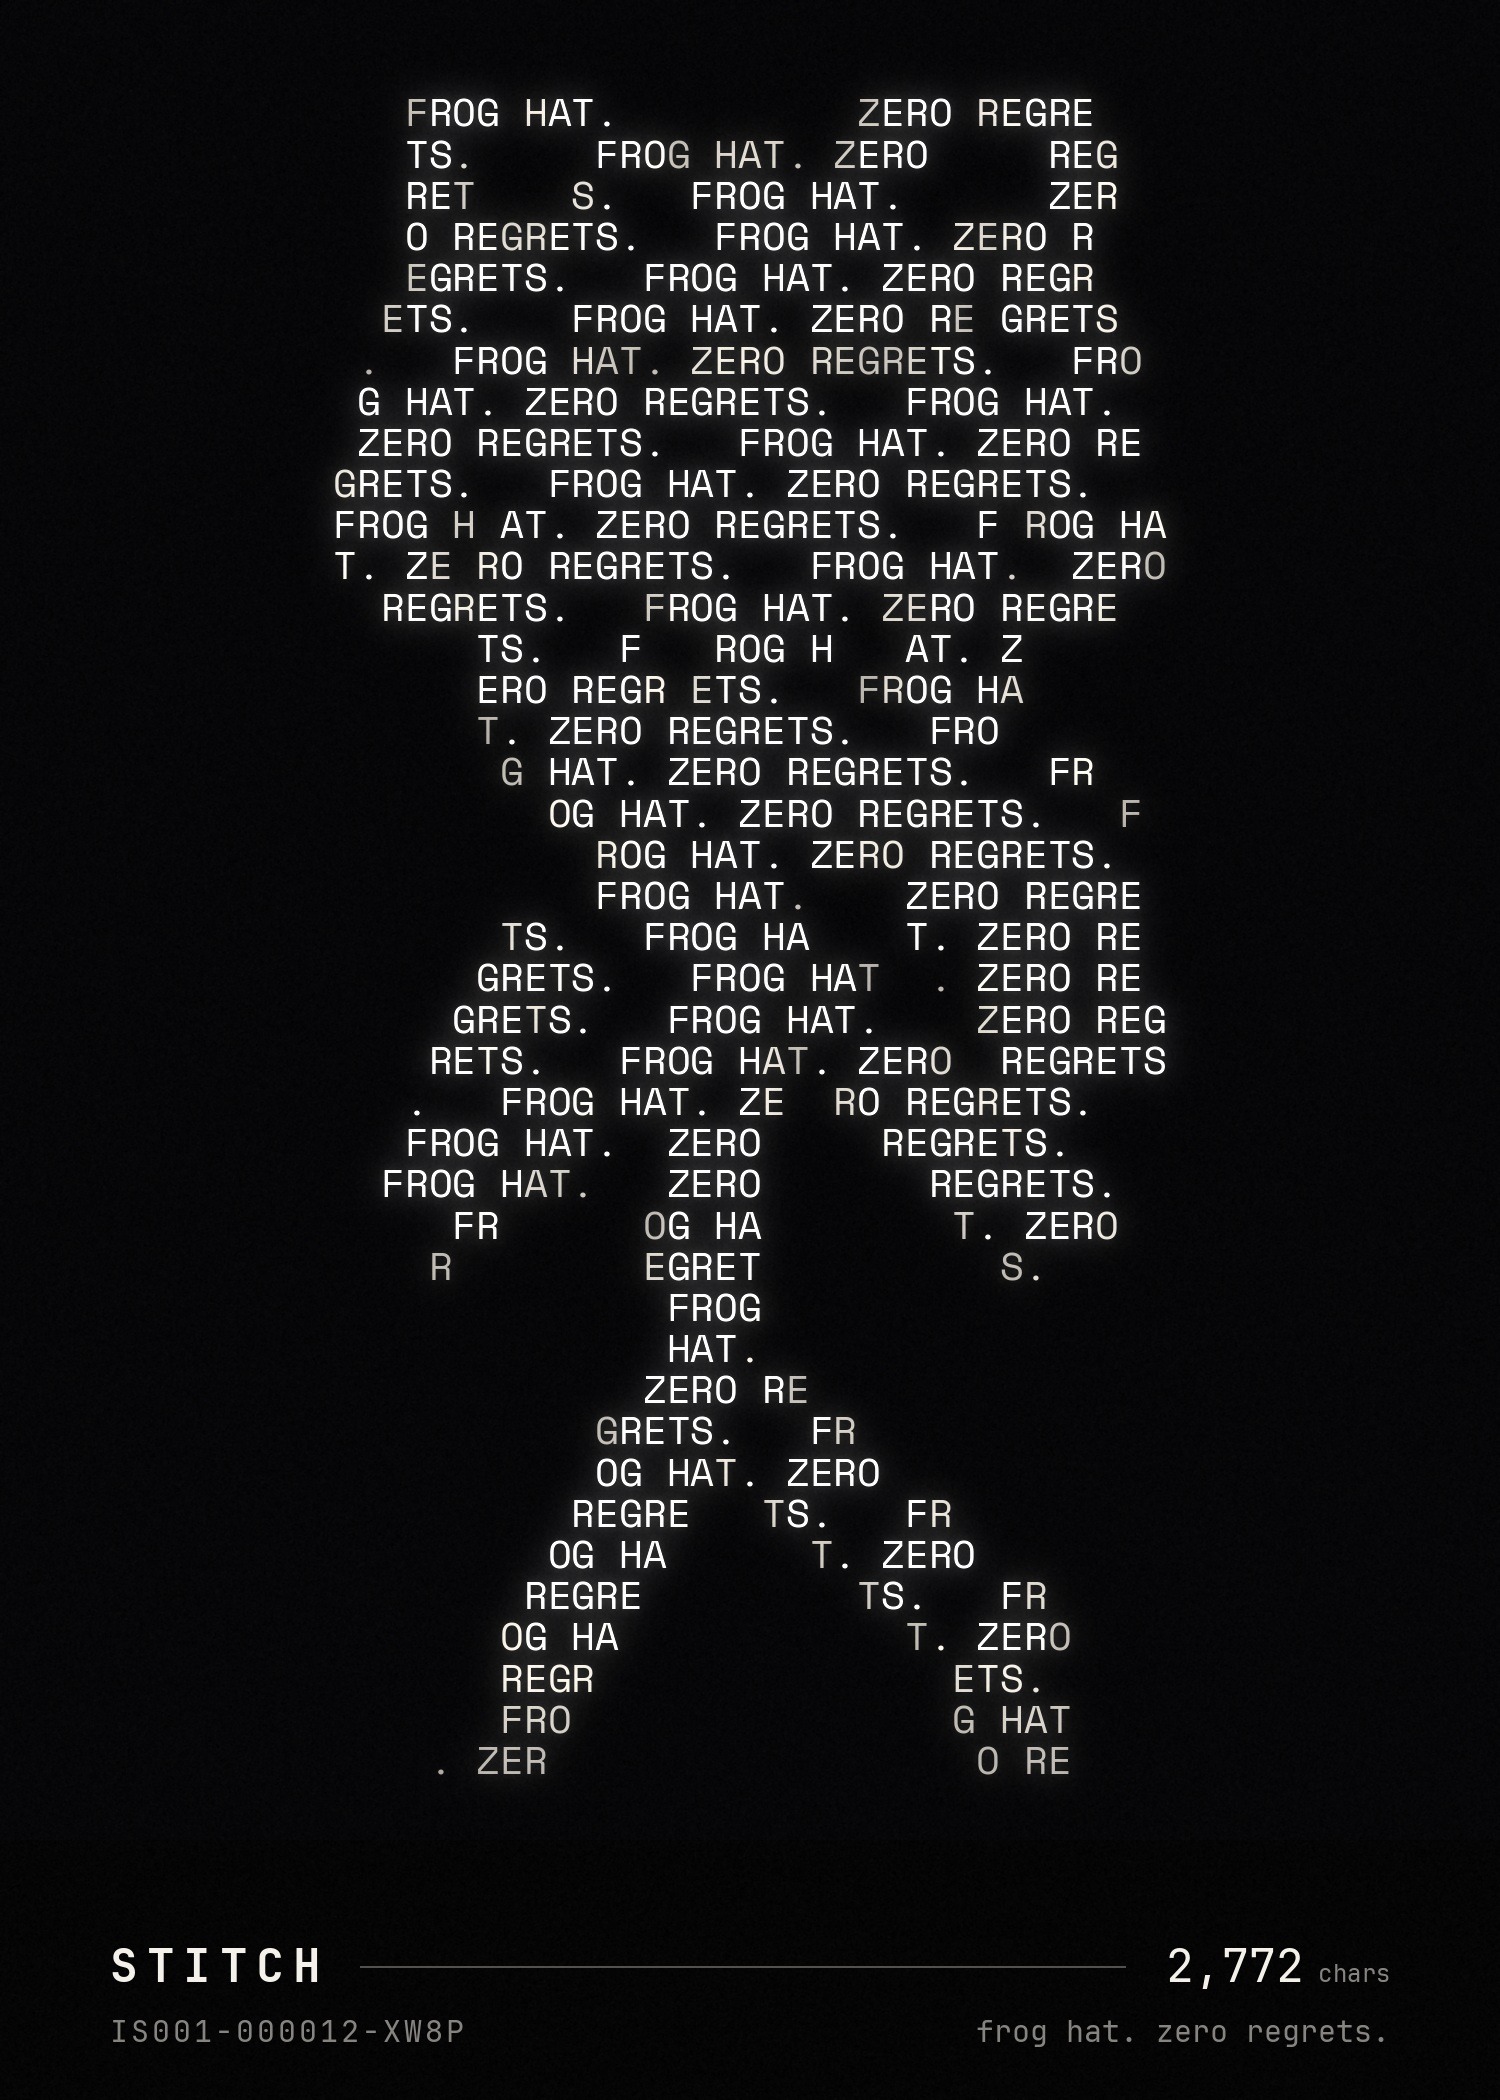 FROG HAT. ZERO REGRE
TS. FROG HAT. ZERO REG
RET S. FROG HAT. ZER
O REGRETS. FROG HAT. ZERO R
EGRETS. FROG HAT. ZERO REGR
ETS. FROG HAT. ZERO RE GRETS
. FROG HAT. ZERO REGRETS. FRO
G HAT. ZERO REGRETS. FROG HAT.
ZERO REGRETS. FROG HAT. ZERO RE
GRETS. FROG HAT. ZERO REGRETS.
FROG H AT. ZERO REGRETS. F ROG HA
T. ZE RO REGRETS. FROG HAT. ZERO
REGRETS. FROG HAT. ZERO REGRE
TS. F ROG H AT. Z
ERO REGR ETS. FROG HA
T. ZERO REGRETS. FRO
G HAT. ZERO REGRETS. FR
OG HAT. ZERO REGRETS. F
ROG HAT. ZERO REGRETS.
FROG HAT. ZERO REGRE
TS. FROG HA T. ZERO RE
GRETS. FROG HAT . ZERO RE
GRETS. FROG HAT. ZERO REG
RETS. FROG HAT. ZERO REGRETS
. FROG HAT. ZE RO REGRETS.
FROG HAT. ZERO REGRETS.
FROG HAT. ZERO REGRETS.
FR OG HA T. ZERO
R EGRET S.
FROG
HAT.
ZERO RE
GRETS. FR
OG HAT. ZERO
REGRE TS. FR
OG HA T. ZERO
REGRE TS. FR
OG HA T. ZERO
REGR ETS.
FRO G HAT
. ZER O RE
STITCH 2,772 chars
IS001-000012-XW8P frog hat. zero regrets.